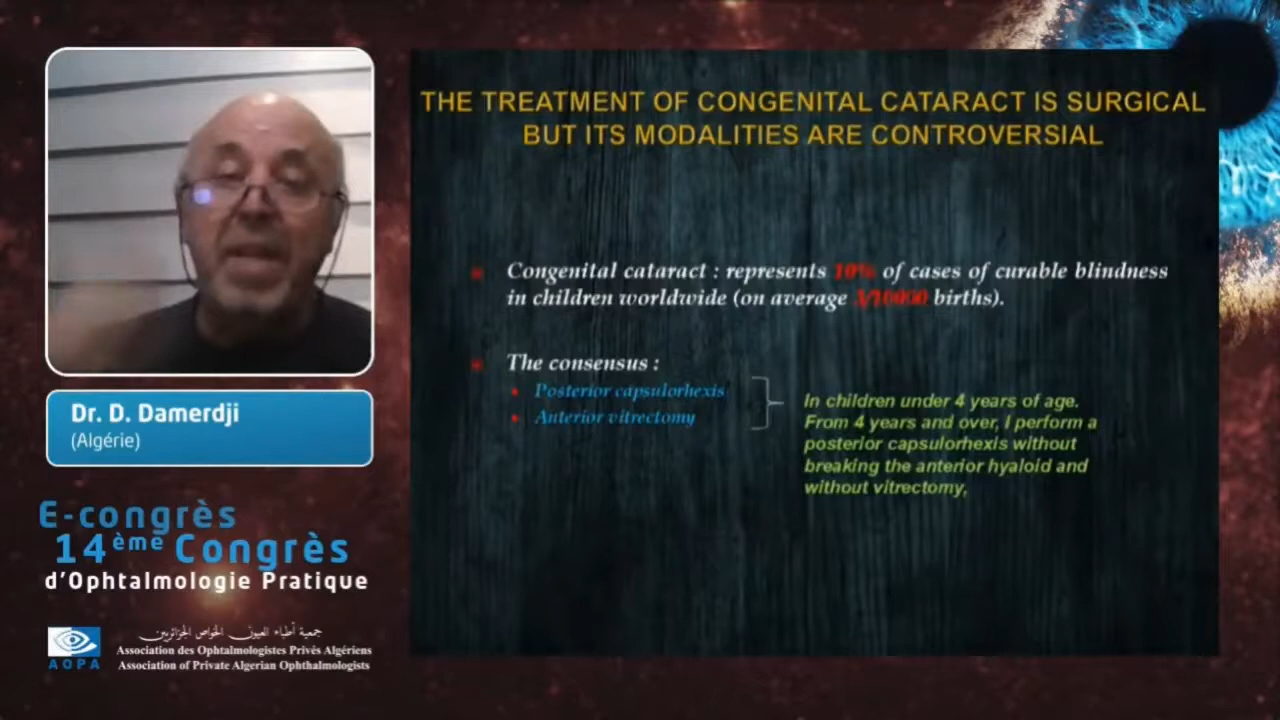 THE TREATMENT OF CONGENITAL CATARACT IS SURGICAL
BUT ITS MODALITIES ARE CONTROVERSIAL
Congenital cataract : represents 10% of cases of curable blindness
in children worldwide (on average 3/10000 births).
The consensus :
Posterior capsulorhexis
Anterior vitrectomy
In children under 4 years of age.
From 4 years and over, I perform a
posterior capsulorhexis without
breaking the anterior hyaloid and
without vitrectomy,
Dr. D. Damerdji
(Algérie)
E-congrès
14ème Congrès
d'Ophtalmologie Pratique
جمعية أطباء العيون الخواص الجزائريين
Association des Ophtalmologistes Privés Algériens
Association of Private Algerian Ophthalmologists
AOPA